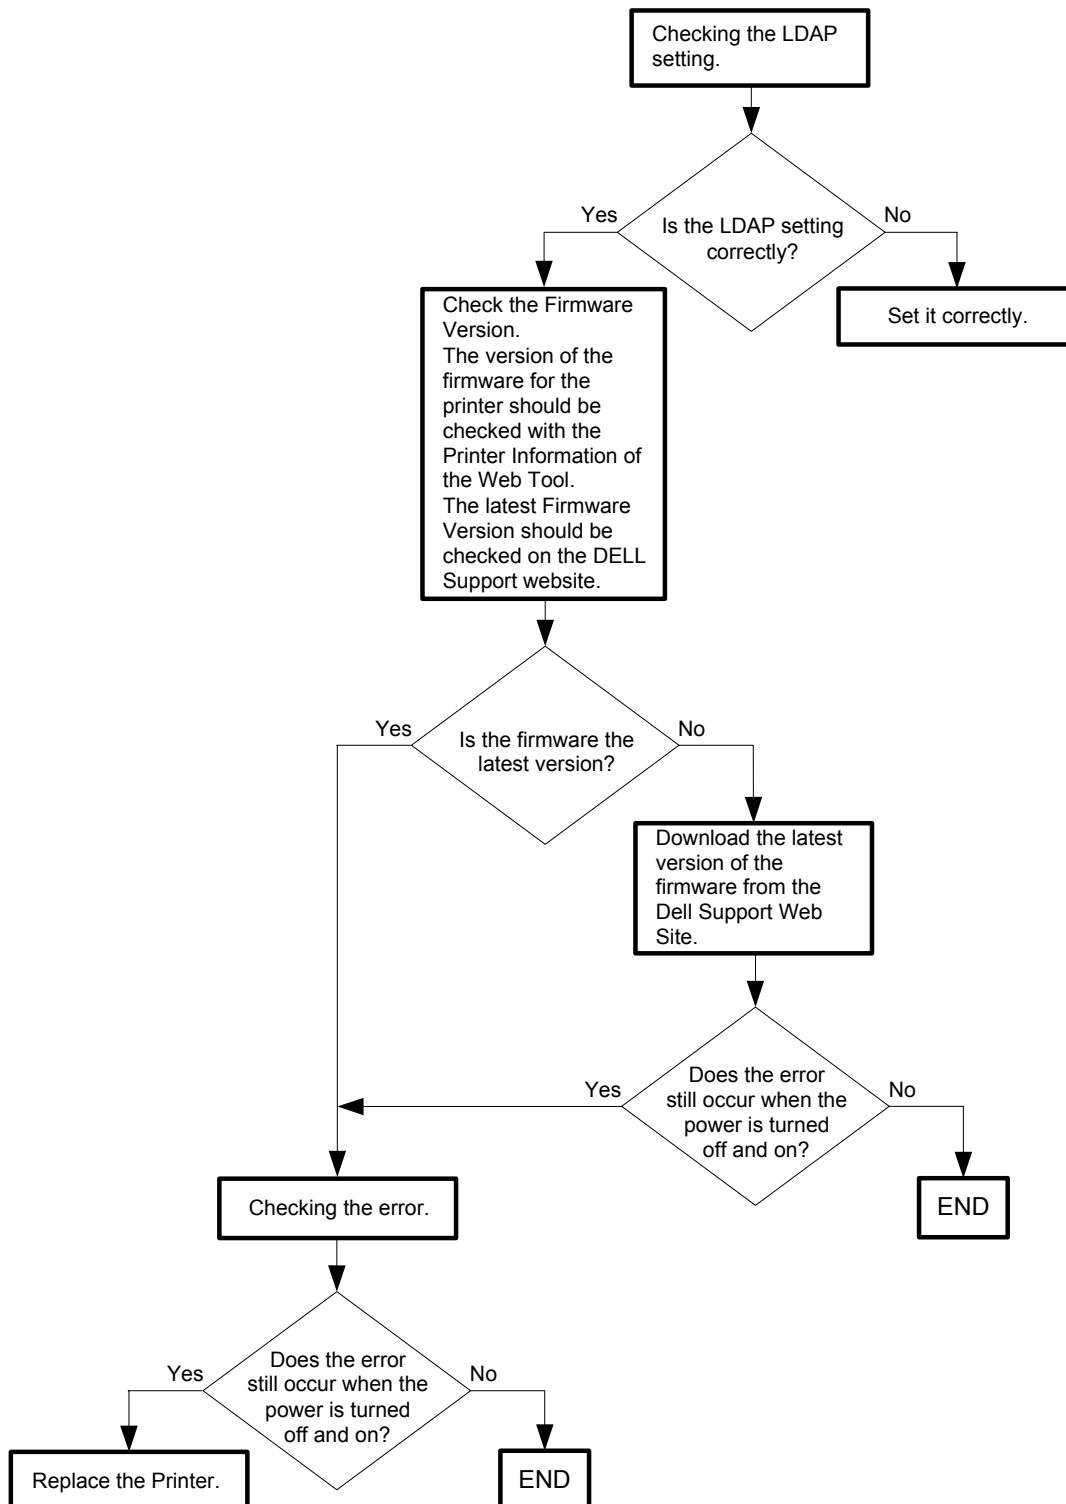 Checking the LDAP
setting.
Yes
Is the LDAP setting
correctly?
No
Check the Firmware
Version.
The version of the
firmware for the
printer should be
checked with the
Printer Information of
the Web Tool.
The latest Firmware
Version should be
checked on the DELL
Support website.
Set it correctly.
Yes
Is the firmware the
latest version?
No
Download the latest
version of the
firmware from the
Dell Support Web
Site.
Yes
Does the error
still occur when the
power is turned
off and on?
No
Checking the error.
END
Yes
Does the error
still occur when the
power is turned
off and on?
No
Replace the Printer.
END